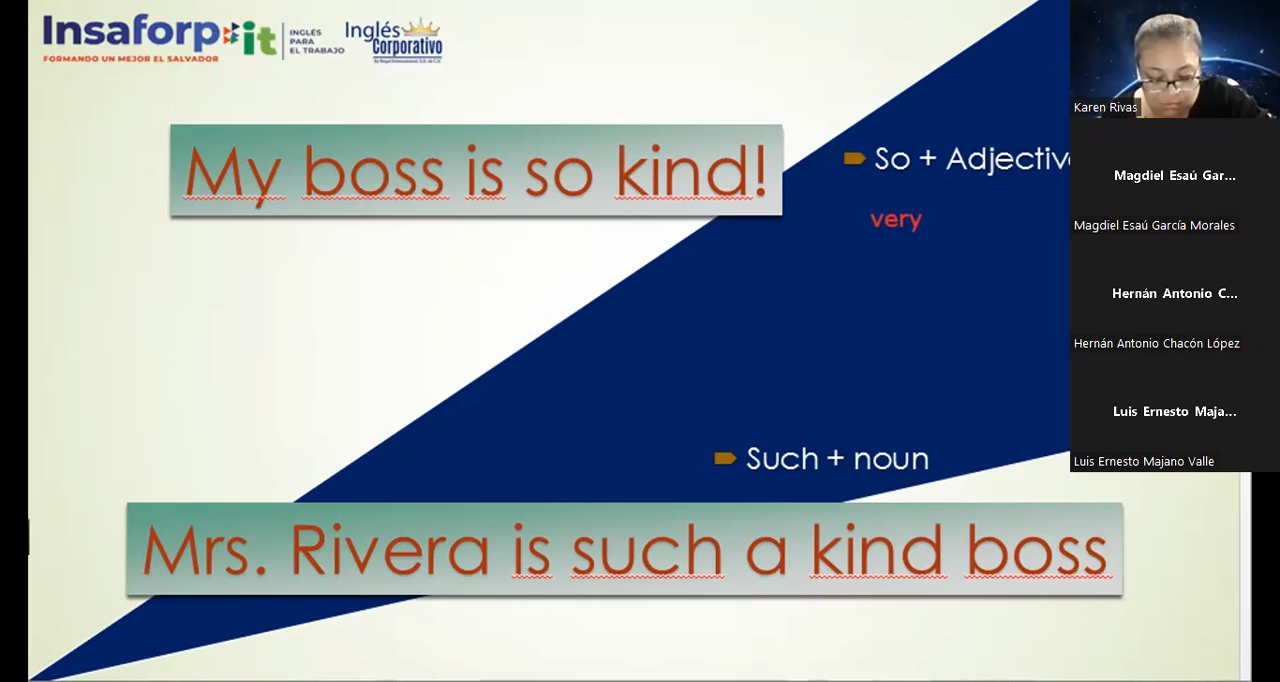 Insaforp it
INGLÉS
PARA
EL TRABAJO
FORMANDO UN MEJOR EL SALVADOR
Inglés
Corporativo
My boss is so kind!
So + Adjectiv
very
Such + noun
Mrs. Rivera is such a kind boss
Karen Rivas
Magdiel Esaú Gar...
Magdiel Esaú García Morales
Hernán Antonio C...
Hernán Antonio Chacón López
Luis Ernesto Maja...
Luis Ernesto Majano Valle